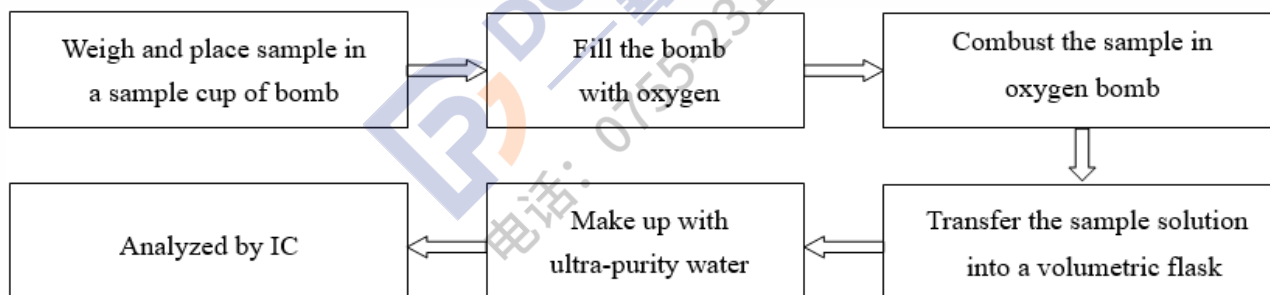 Weigh and place sample in
a sample cup of bomb
Fill the bomb
with oxygen
Combust the sample in
oxygen bomb
Transfer the sample solution
into a volumetric flask
Make up with
ultra-purity water
Analyzed by IC
电话: 0755-231